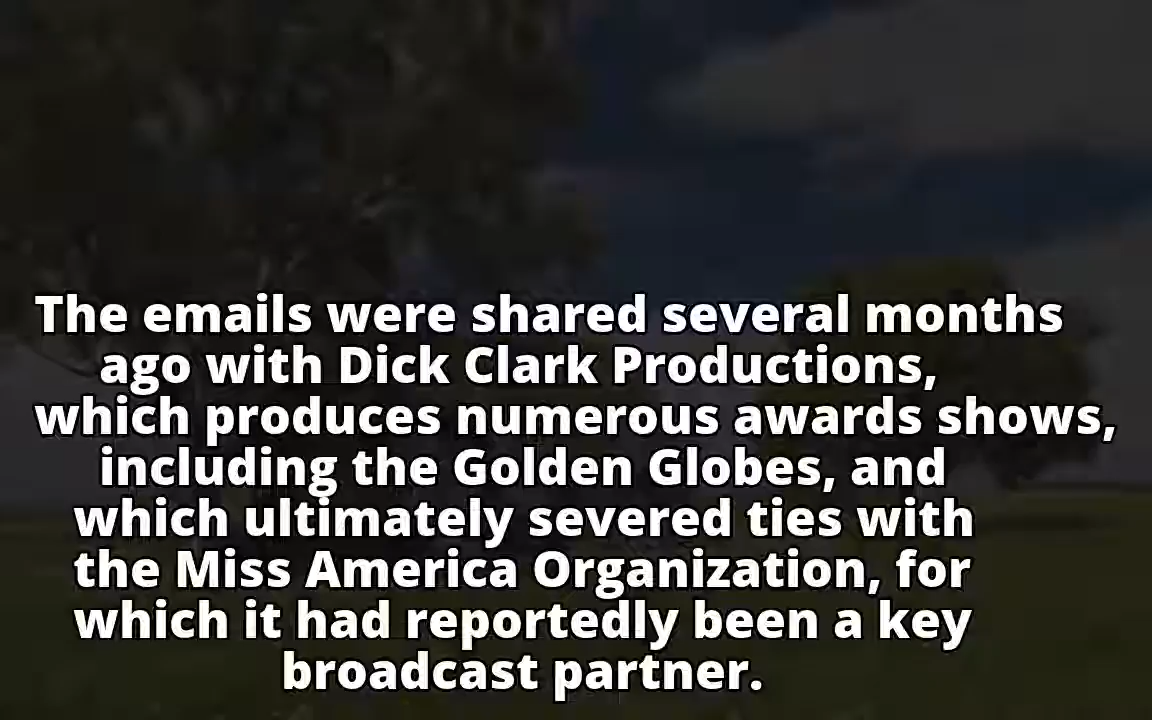 The emails were shared several months
ago with Dick Clark Productions,
which produces numerous awards shows,
including the Golden Globes, and
which ultimately severed ties with
the Miss America Organization, for
which it had reportedly been a key
broadcast partner.